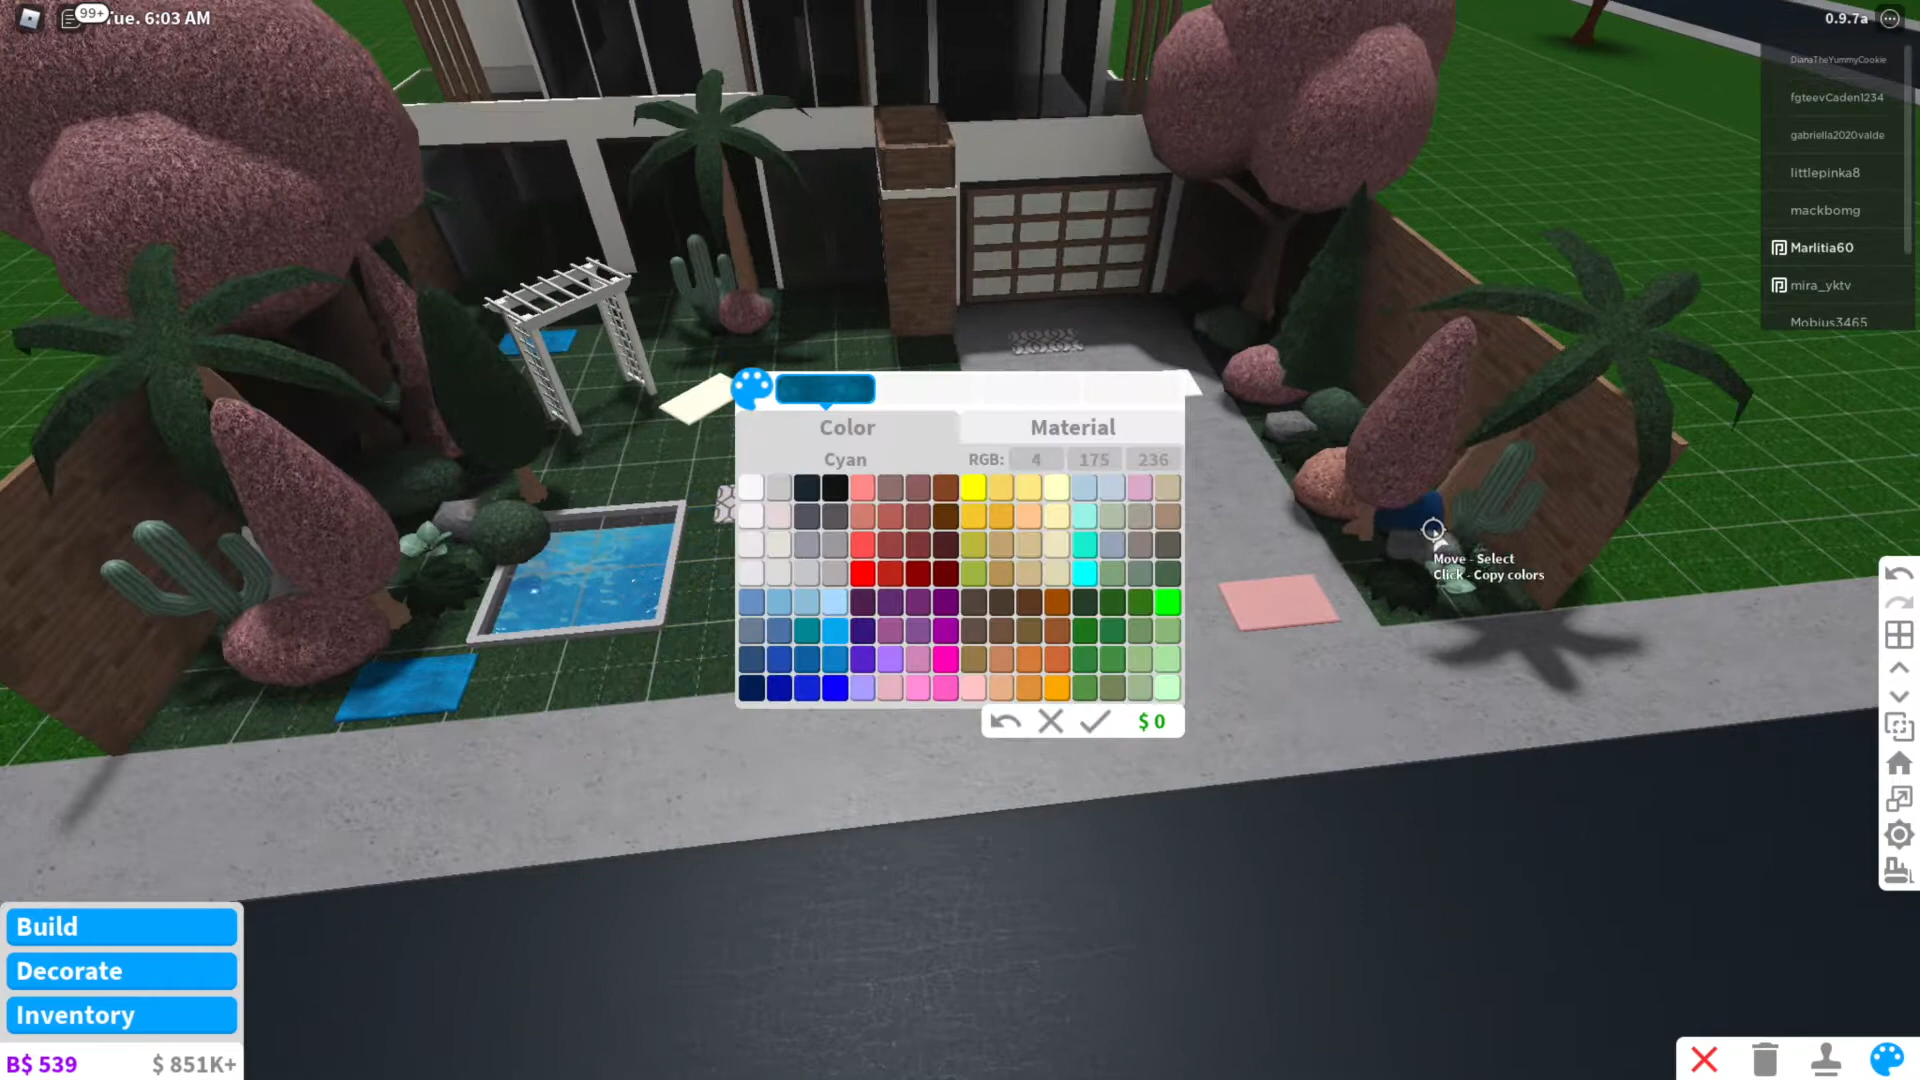 99+
Tue. 6:03 AM
0.9.7a
DianaTheYummyCookie
fgteevCaden1234
gabriella2020valde
littlepinka8
mackbomg
Marlitia60
mira_yktv
Mobius3465
Color
Material
Cyan
RGB: 4 175 236
Move - Select
Click - Copy colors
$ 0
Build
Decorate
Inventory
B$ 539
$ 851K+